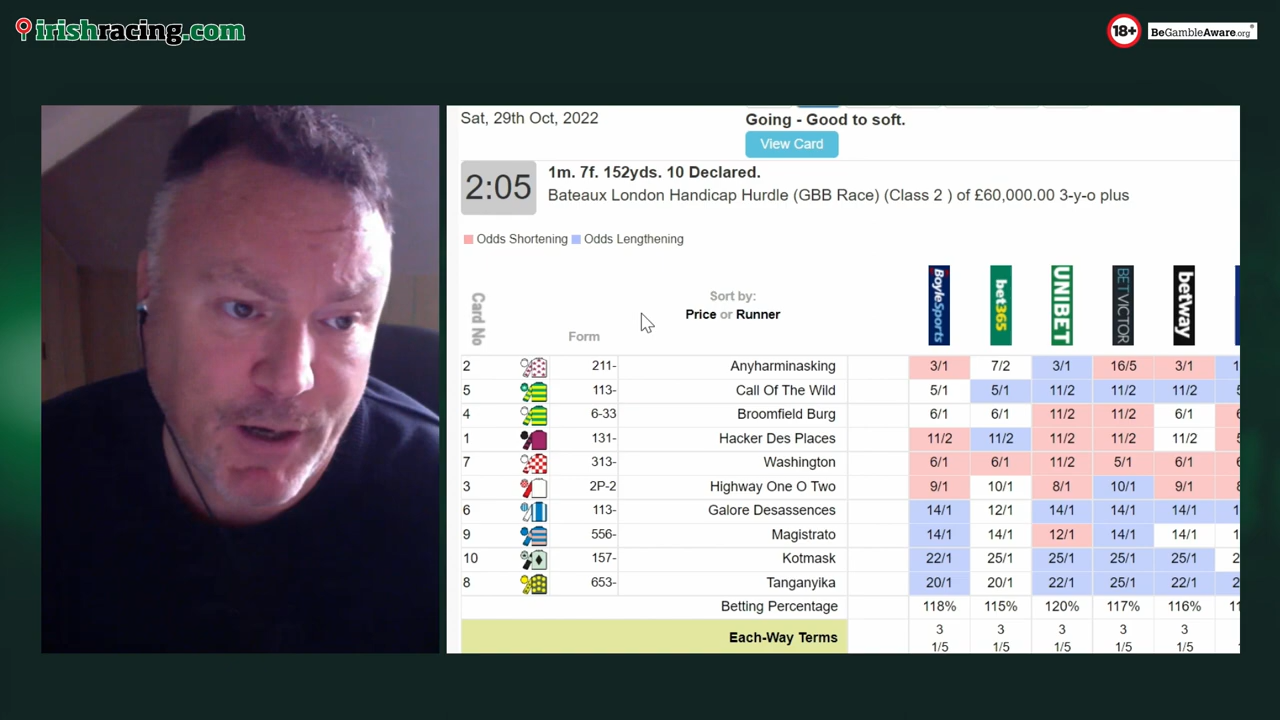 irishracing.com
18+
BeGambleAware.org®
Sat, 29th Oct, 2022
Going - Good to soft.
View Card
2:05
1m. 7f. 152yds. 10 Declared.
Bateaux London Handicap Hurdle (GBB Race) (Class 2 ) of £60,000.00 3-y-o plus
Odds Shortening Odds Lengthening
Card No
Form
Sort by:
Price or Runner
BoyleSports
bet365
UNIBET
BETVICTOR
betway
2 211- Anyharminasking 3/1 7/2 3/1 16/5 3/1
5 113- Call Of The Wild 5/1 5/1 11/2 11/2 11/2
4 6-33 Broomfield Burg 6/1 6/1 11/2 11/2 6/1
1 131- Hacker Des Places 11/2 11/2 11/2 11/2 11/2
7 313- Washington 6/1 6/1 11/2 5/1 6/1
3 2P-2 Highway One O Two 9/1 10/1 8/1 10/1 9/1
6 113- Galore Desassences 14/1 12/1 14/1 14/1 14/1
9 556- Magistrato 14/1 14/1 12/1 14/1 14/1
10 157- Kotmask 22/1 25/1 25/1 25/1 25/1
8 653- Tanganyika 20/1 20/1 22/1 25/1 22/1
Betting Percentage 118% 115% 120% 117% 116%
Each-Way Terms 3 3 3 3 3
1/5 1/5 1/5 1/5 1/5